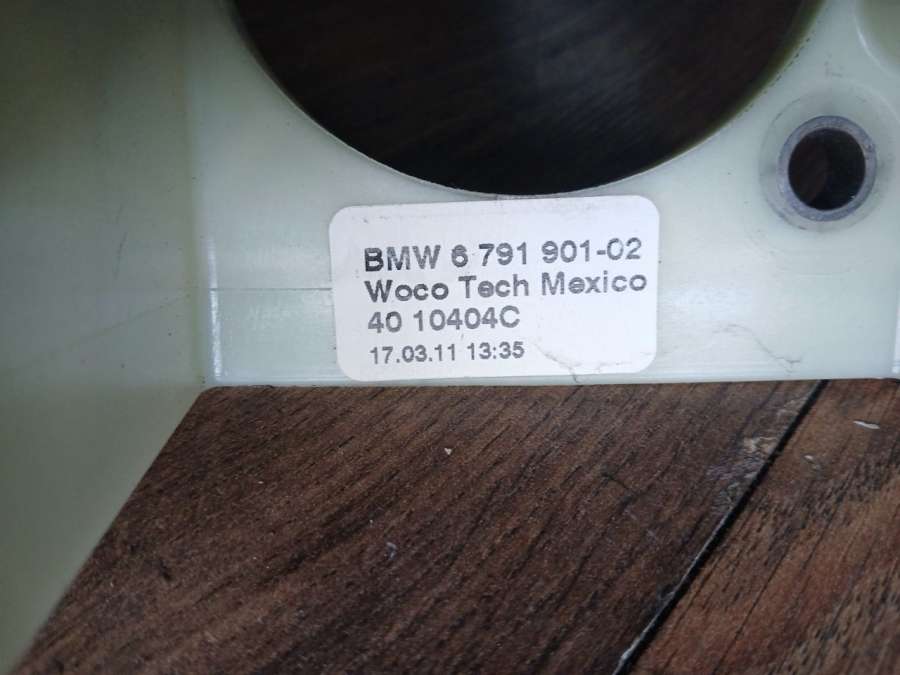 BMW 6 791 901-02
Woco Tech Mexico
40 10404C
17.03.11 13:35